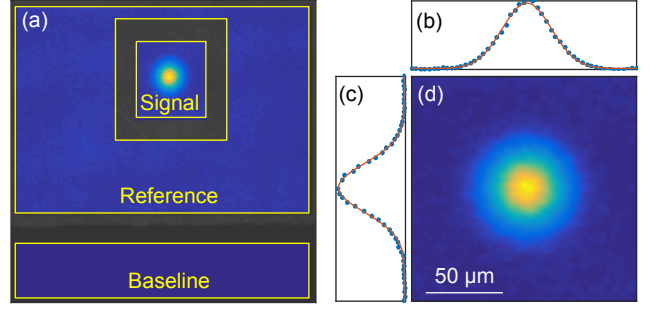 (a)
Signal
Reference
Baseline
(b)
(c)
(d)
50 µm